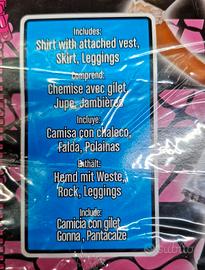 Includes:
Shirt with attached vest,
Skirt, Leggings
Comprend:
Chemise avec gilet,
Jupe, Jambières
Incluye:
Camisa con chaleco,
Falda, Polainas
Enthält:
Hemd mit Weste,
Rock, Leggings
Include:
Camicia con gilet
Gonna, Pantacalze